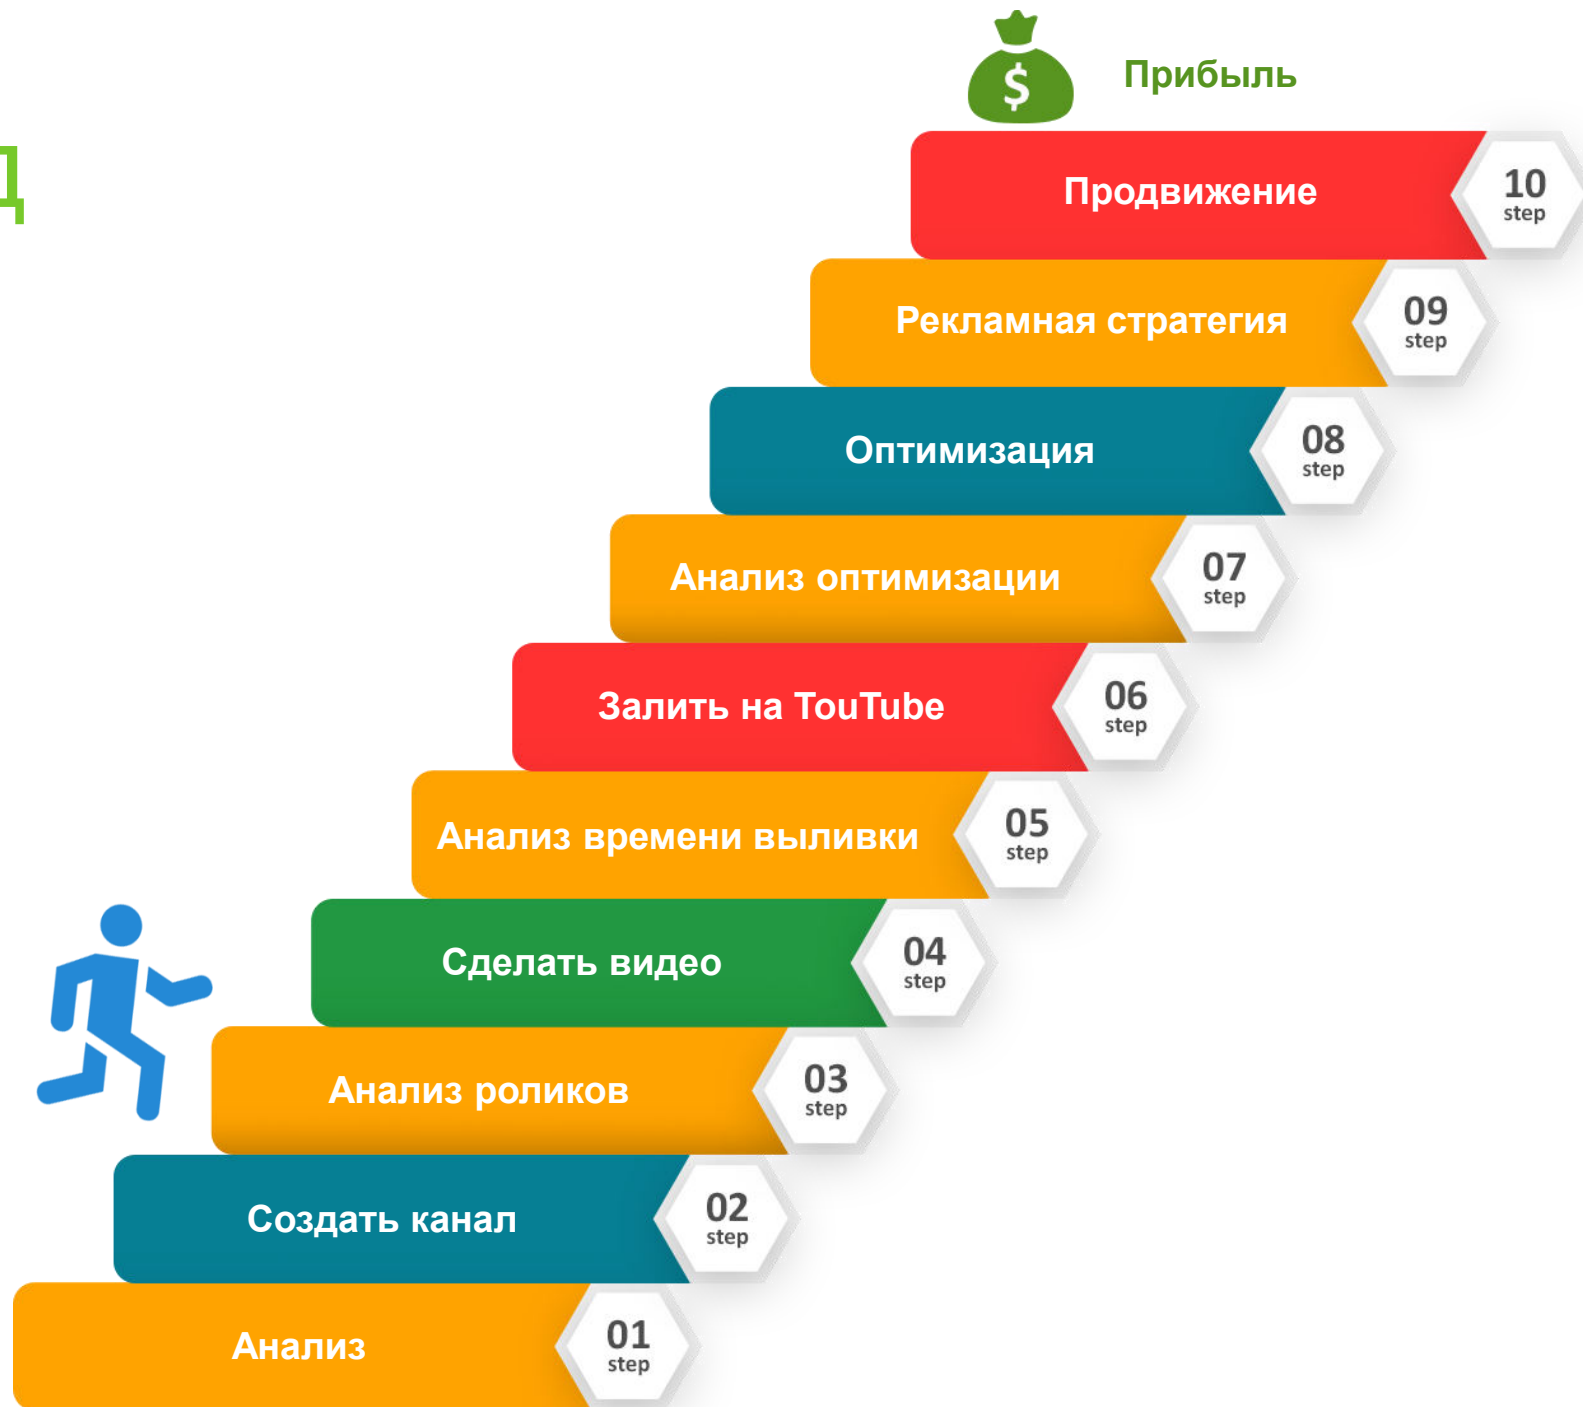 $
Прибыль
Д
Продвижение
10
step
Рекламная стратегия
09
step
Оптимизация
08
step
Анализ оптимизации
07
step
Залить на TouTube
06
step
Анализ времени выливки
05
step
Сделать видео
04
step
Анализ роликов
03
step
Создать канал
02
step
Анализ
01
step